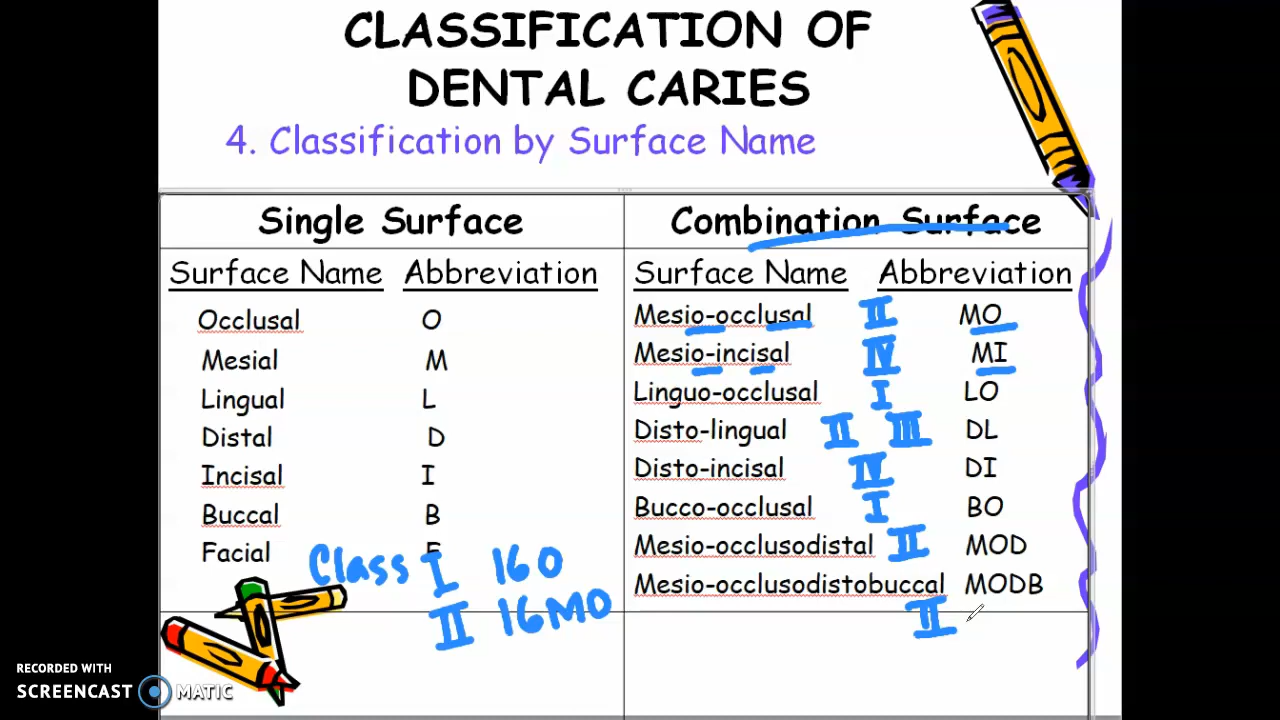 CLASSIFICATION OF
DENTAL CARIES
4. Classification by Surface Name
Single Surface
Surface Name Abbreviation
Occlusal O
Mesial M
Lingual L
Distal D
Incisal I
Buccal B
Facial F
Class I 16O
II 16MO
Combination Surface
Surface Name Abbreviation
Mesio-occlusal II MO
Mesio-incisal IV MI
Linguo-occlusal I LO
Disto-lingual II III DL
Disto-incisal IV DI
Bucco-occlusal I BO
Mesio-occlusodistal II MOD
Mesio-occlusodistobuccal MODB
II
RECORDED WITH
SCREENCAST MATIC